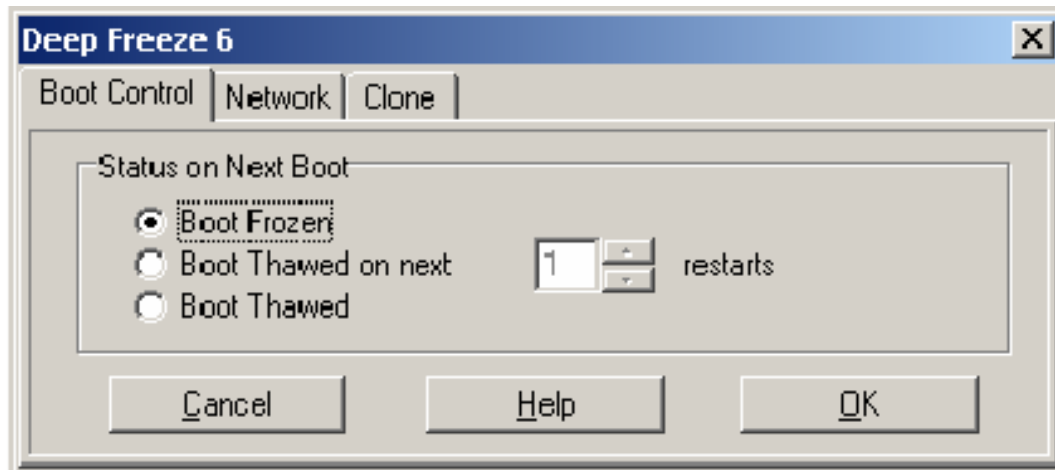 Deep Freeze 6
Boot Control Network Clone
Status on Next Boot
Boot Frozen
Boot Thawed on next 1 restarts
Boot Thawed
Cancel Help OK